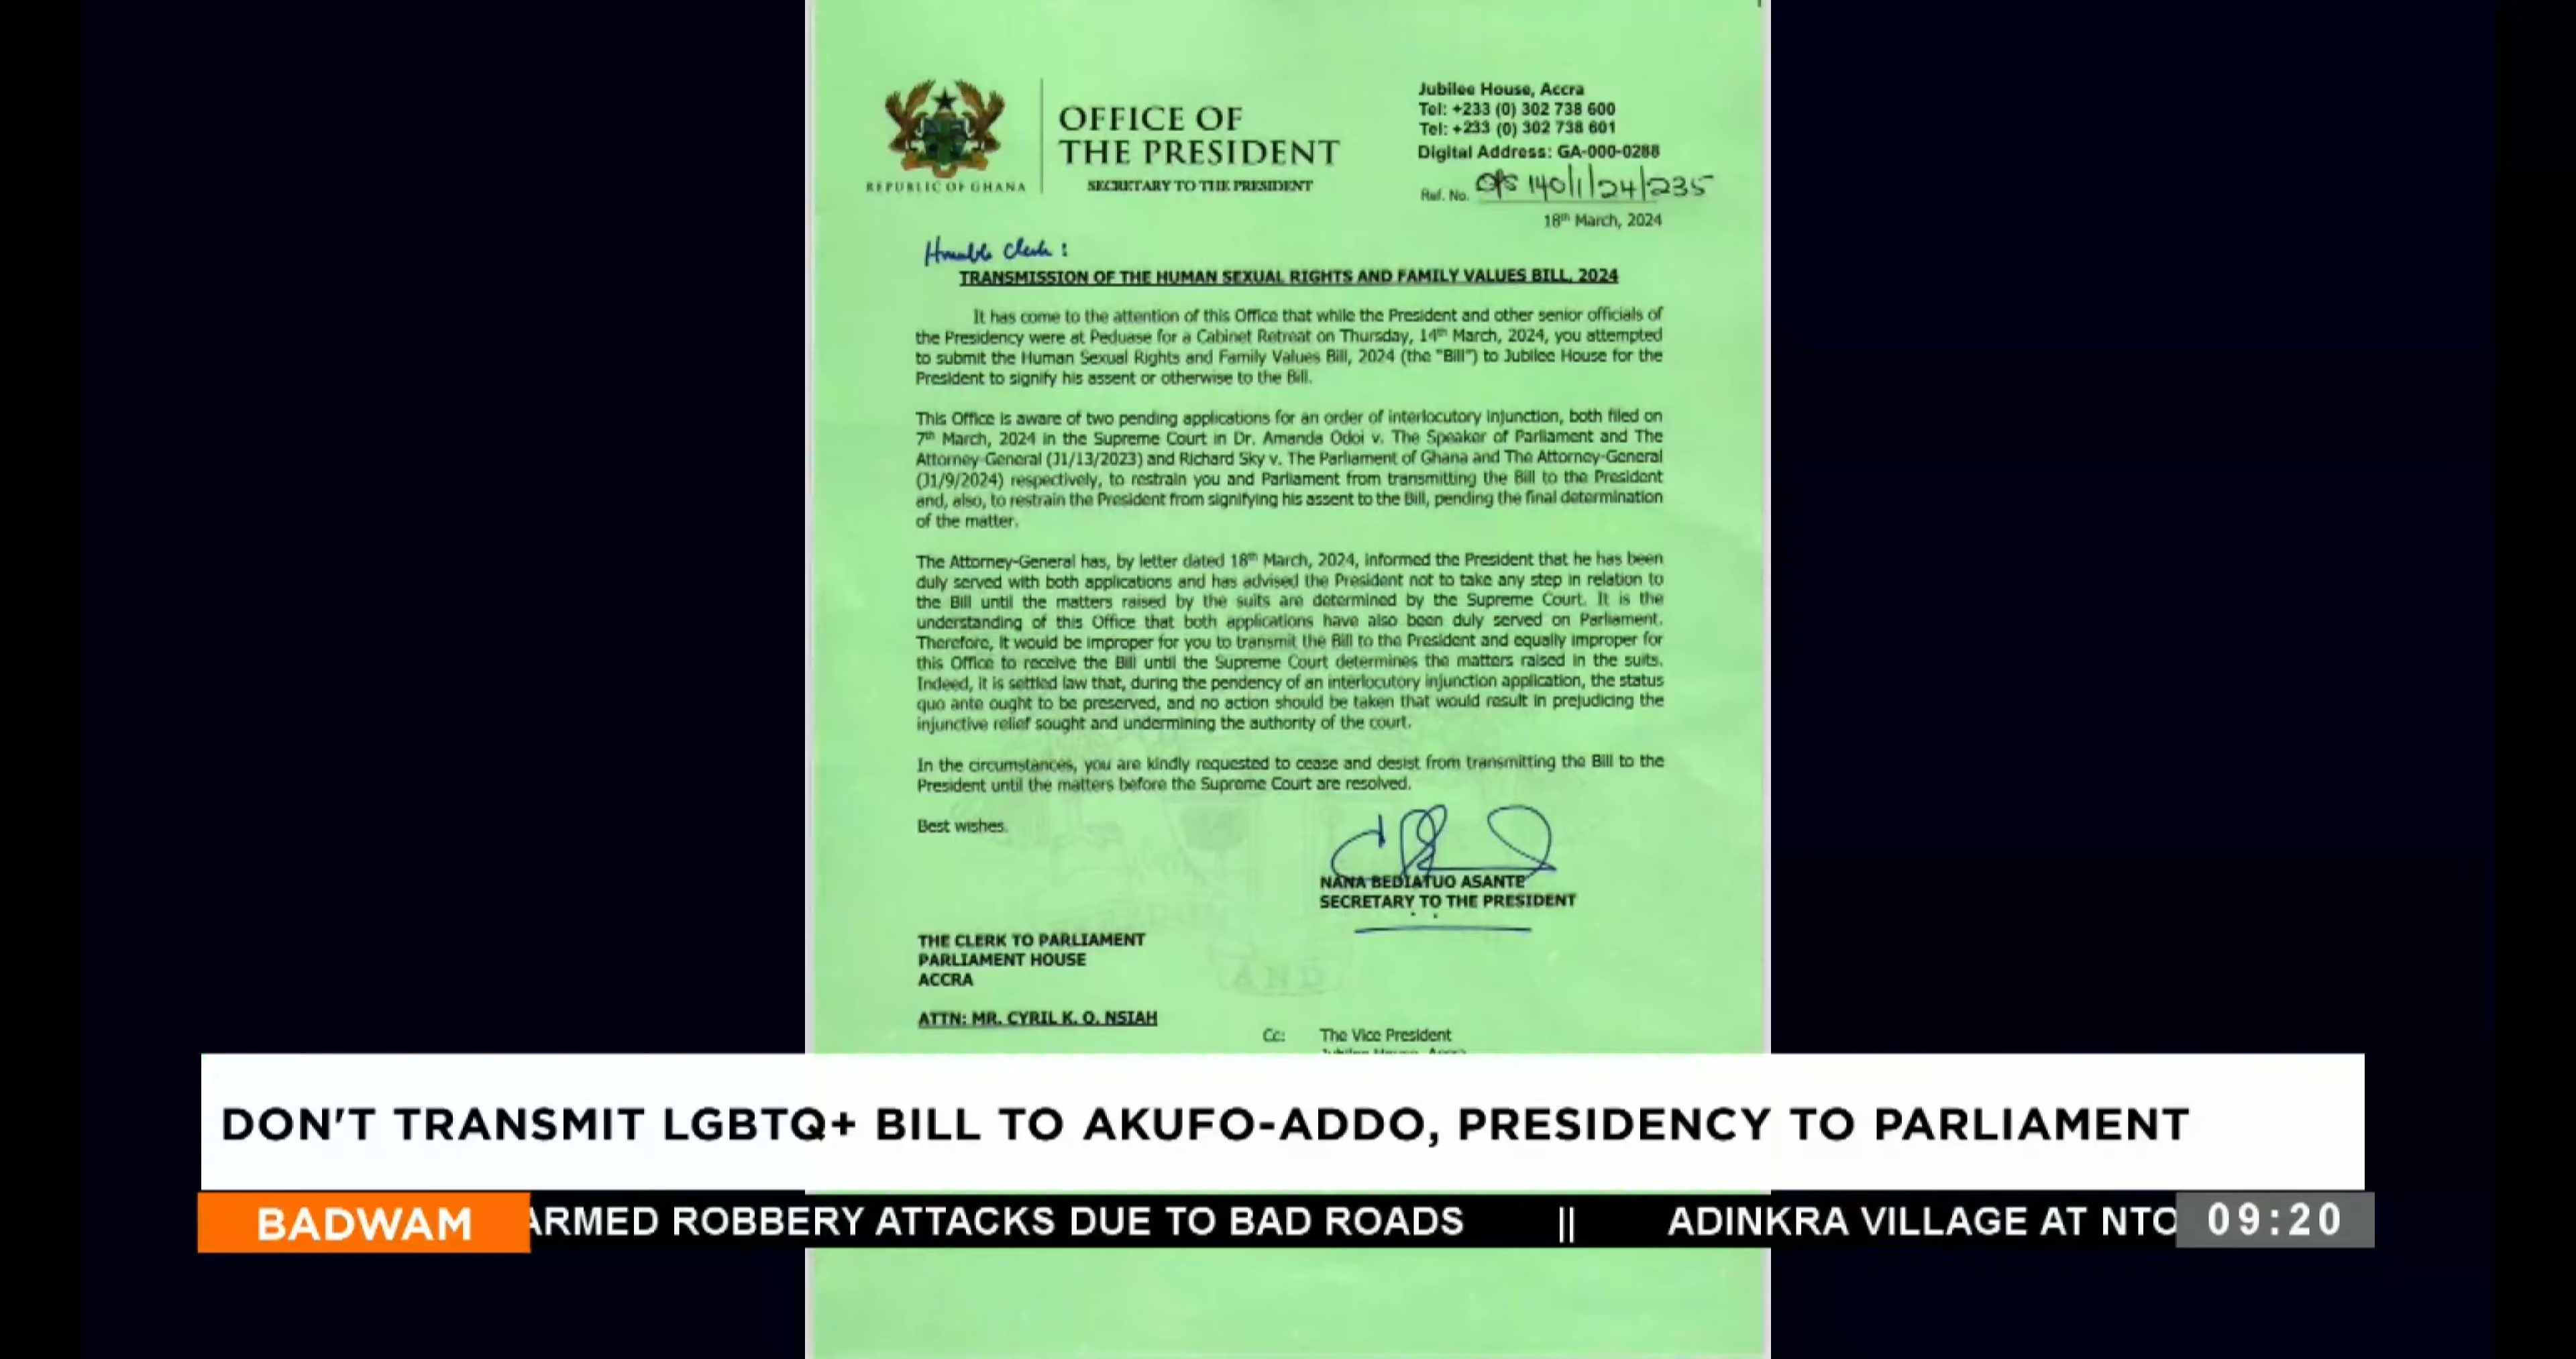 REPUBLIC OF GHANA
OFFICE OF
THE PRESIDENT
SECRETARY TO THE PRESIDENT
Jubilee House, Accra
Tel: +233 (0) 302 738 600
Tel: +233 (0) 302 738 601
Digital Address: GA-000-0288
Ref. No. OPS 140/1/24/235
18th March, 2024
Humble Clerk :
TRANSMISSION OF THE HUMAN SEXUAL RIGHTS AND FAMILY VALUES BILL, 2024
It has come to the attention of this Office that while the President and other senior officials of
the Presidency were at Peduase for a Cabinet Retreat on Thursday, 14th March, 2024, you attempted
to submit the Human Sexual Rights and Family Values Bill, 2024 (the "Bill") to Jubilee House for the
President to signify his assent or otherwise to the Bill.
This Office is aware of two pending applications for an order of interlocutory injunction, both filed on
7th March, 2024 in the Supreme Court in Dr. Amanda Odoi v. The Speaker of Parliament and The
Attorney-General (J1/13/2023) and Richard Sky v. The Parliament of Ghana and The Attorney-General
(J1/9/2024) respectively, to restrain you and Parliament from transmitting the Bill to the President
and, also, to restrain the President from signifying his assent to the Bill, pending the final determination
of the matter.
The Attorney-General has, by letter dated 18th March, 2024, informed the President that he has been
duly served with both applications and has advised the President not to take any step in relation to
the Bill until the matters raised by the suits are determined by the Supreme Court. It is the
understanding of this Office that both applications have also been duly served on Parliament.
Therefore, it would be improper for you to transmit the Bill to the President and equally improper for
this Office to receive the Bill until the Supreme Court determines the matters raised in the suits.
Indeed, it is settled law that, during the pendency of an interlocutory injunction application, the status
quo ante ought to be preserved, and no action should be taken that would result in prejudicing the
injunctive relief sought and undermining the authority of the court.
In the circumstances, you are kindly requested to cease and desist from transmitting the Bill to the
President until the matters before the Supreme Court are resolved.
Best wishes.
NANA BEDIATUO ASANTE
SECRETARY TO THE PRESIDENT
THE CLERK TO PARLIAMENT
PARLIAMENT HOUSE
ACCRA
ATTN: MR. CYRIL K. O. NSIAH
Cc: The Vice President
DON'T TRANSMIT LGBTQ+ BILL TO AKUFO-ADDO, PRESIDENCY TO PARLIAMENT
BADWAM
ARMED ROBBERY ATTACKS DUE TO BAD ROADS || ADINKRA VILLAGE AT NTO
09:20